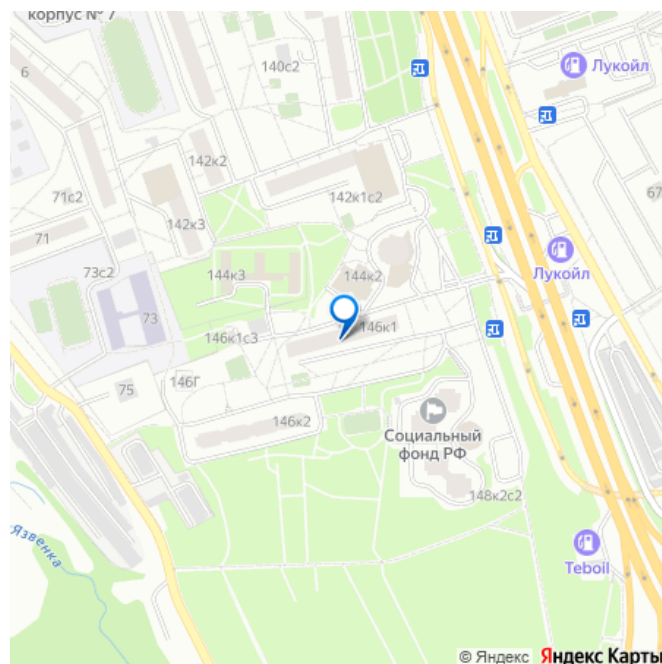 корпус № 7
6
140с2
Лукойл
142к2
71с2
142к1с2
67
142к3
71
73с2
144к3
144к2
Лукойл
73
146к1с3
146к1
75
146Г
146к2
Социальный
фонд РФ
148к2с2
Язвенка
Teboil
© Яндекс Яндекс Карты